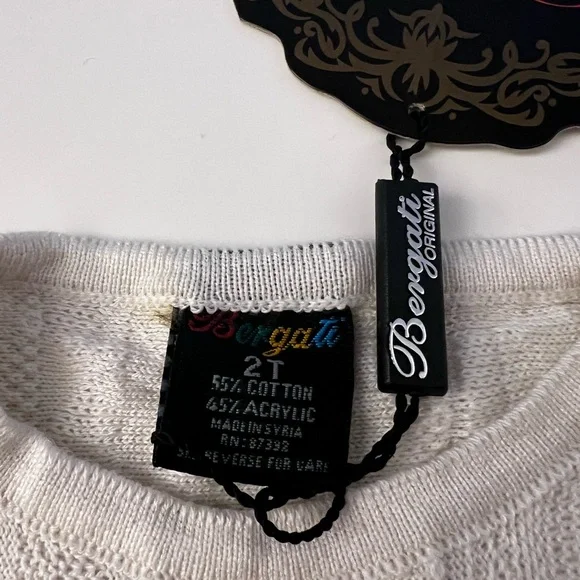 Bergati
ORIGINAL
Bergati
2T
55% COTTON
45% ACRYLIC
MADE IN SYRIA
RN: 87392
REVERSE FOR CARE